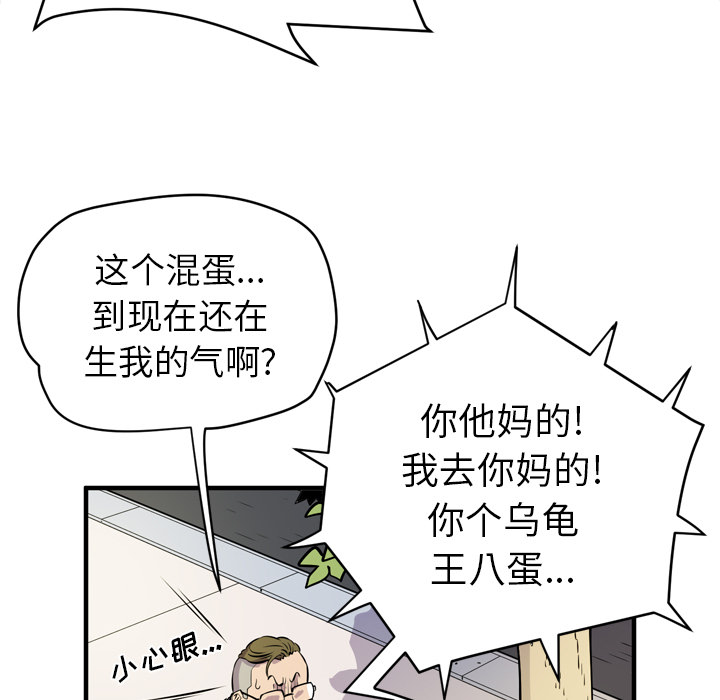 这个混蛋...
到现在还在
生我的气啊?
你他妈的!
我去你妈的!
你个乌龟
王八蛋...
小心眼...